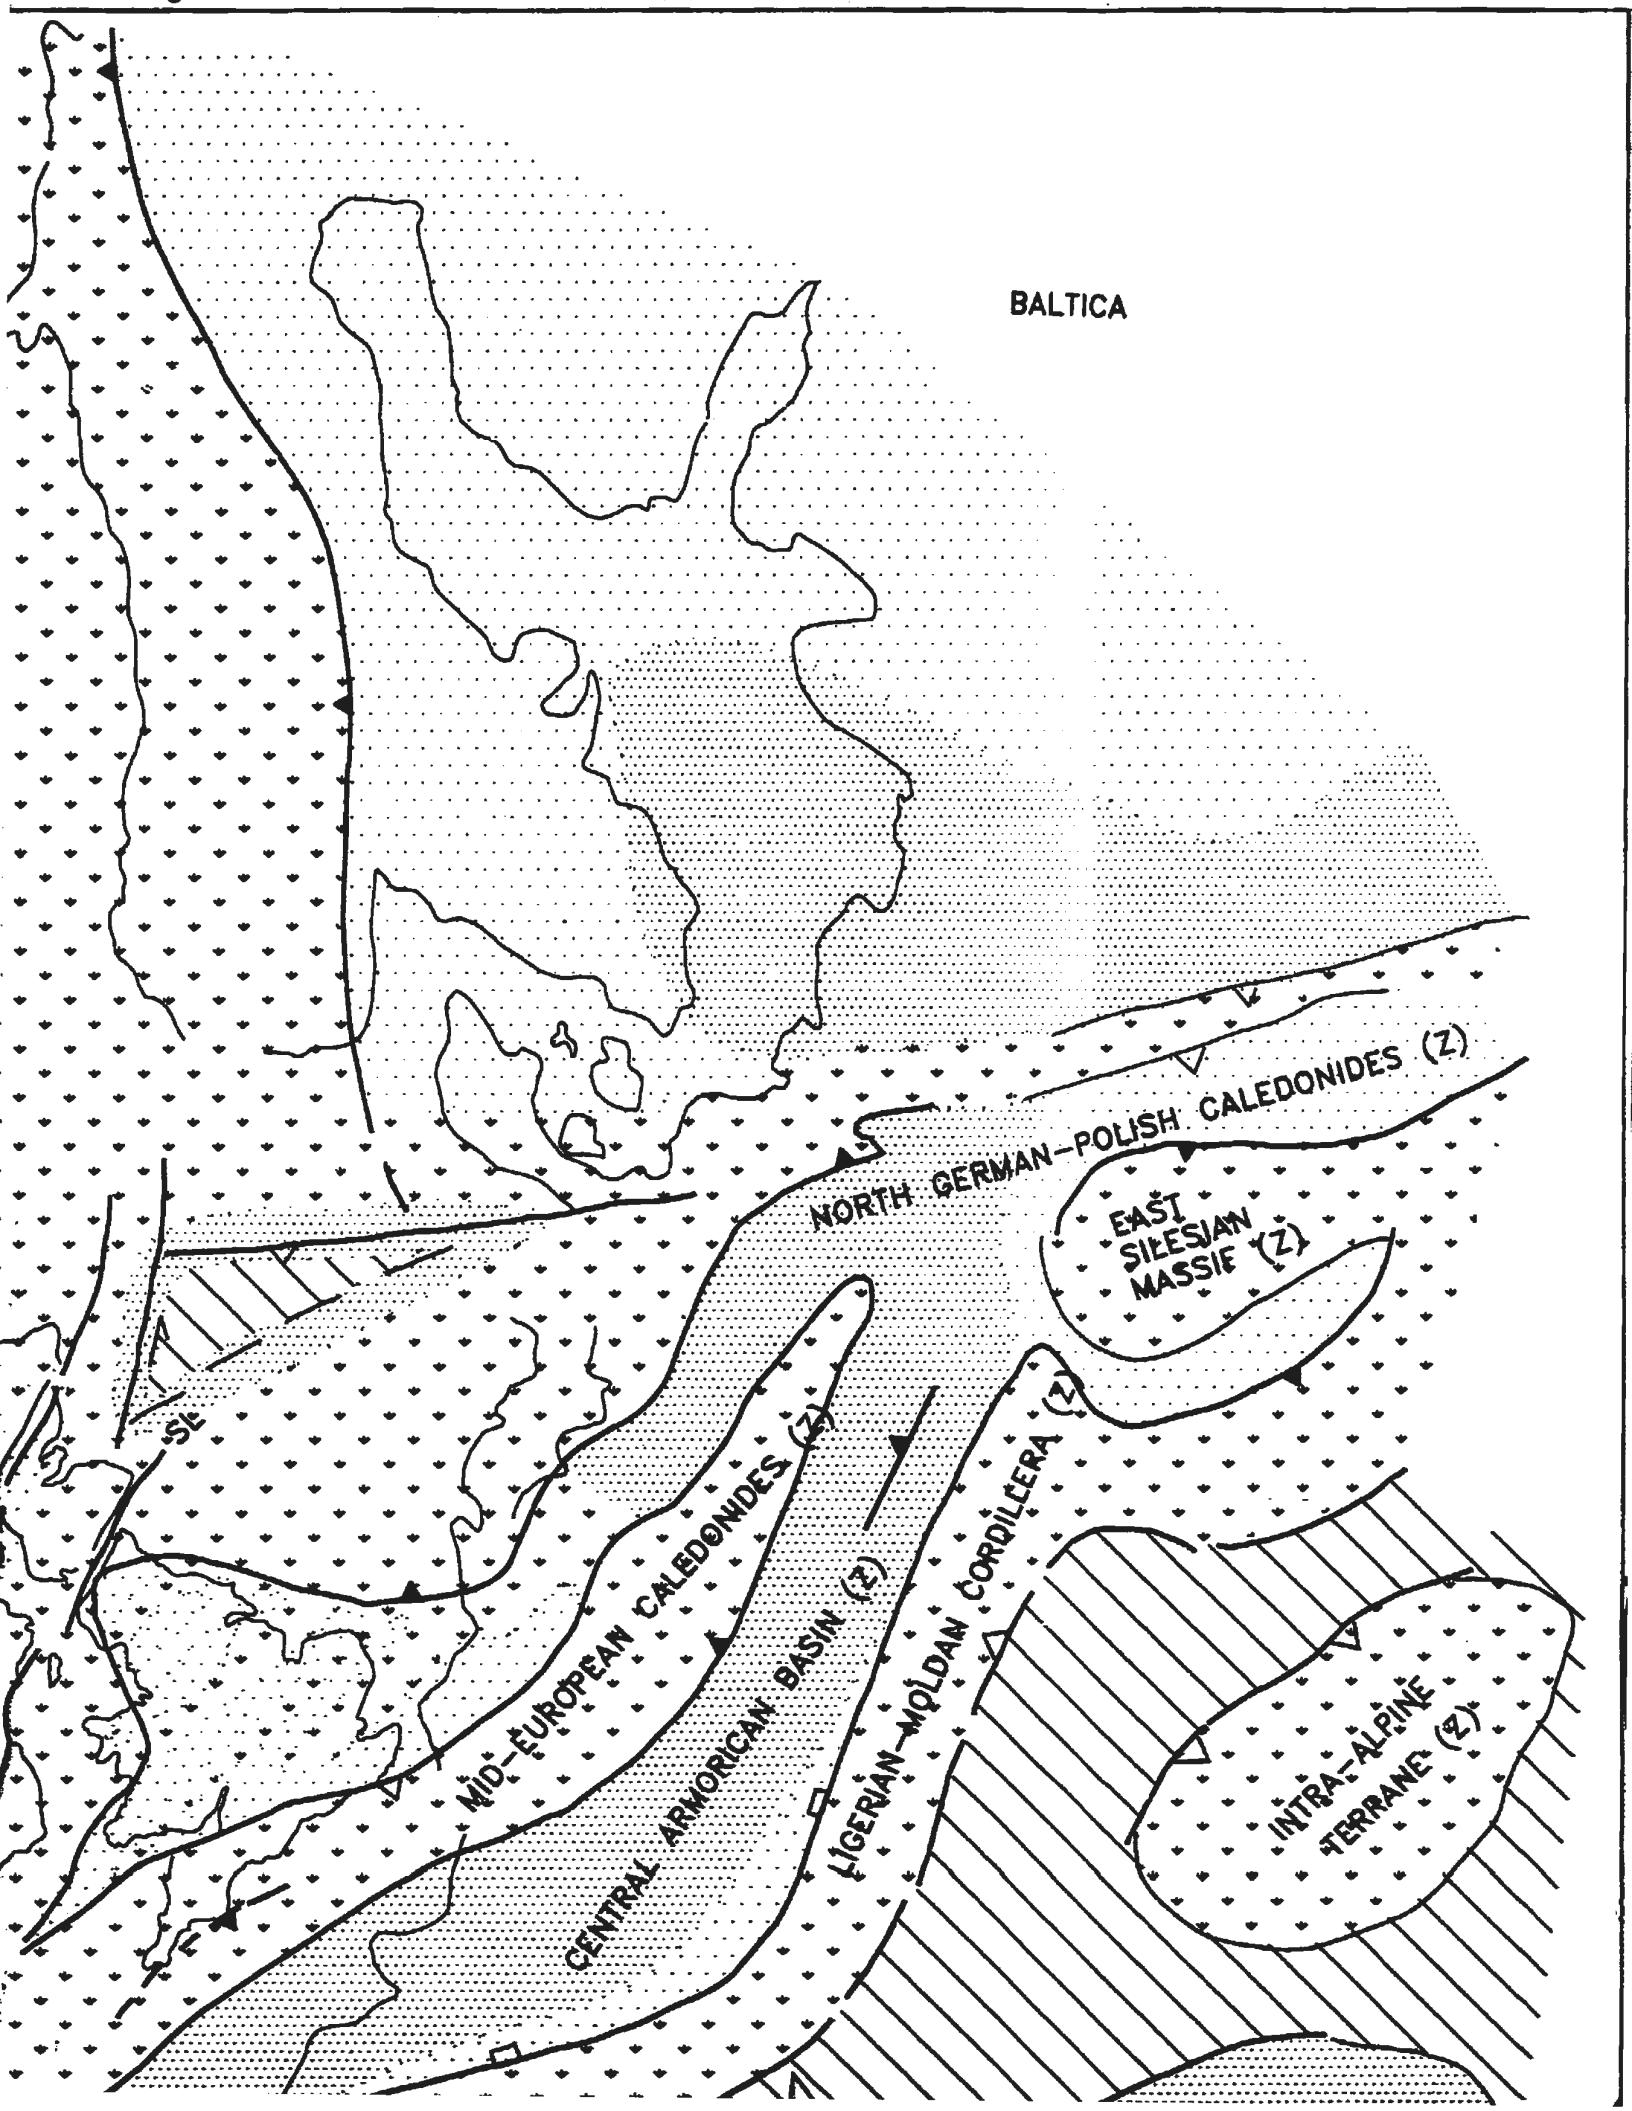 BALTICA
NORTH GERMAN-POLISH CALEDONIDES (Z)
EAST
SILESIAN
MASSIF (Z)
SL
MID-EUROPEAN CALEDONIDES (Z)
CENTRAL ARMORICAN BASIN (Z)
LIGERIAN-MOLDAN CORDILLERA (Z)
INTRA-ALPINE
TERRANE (Z)